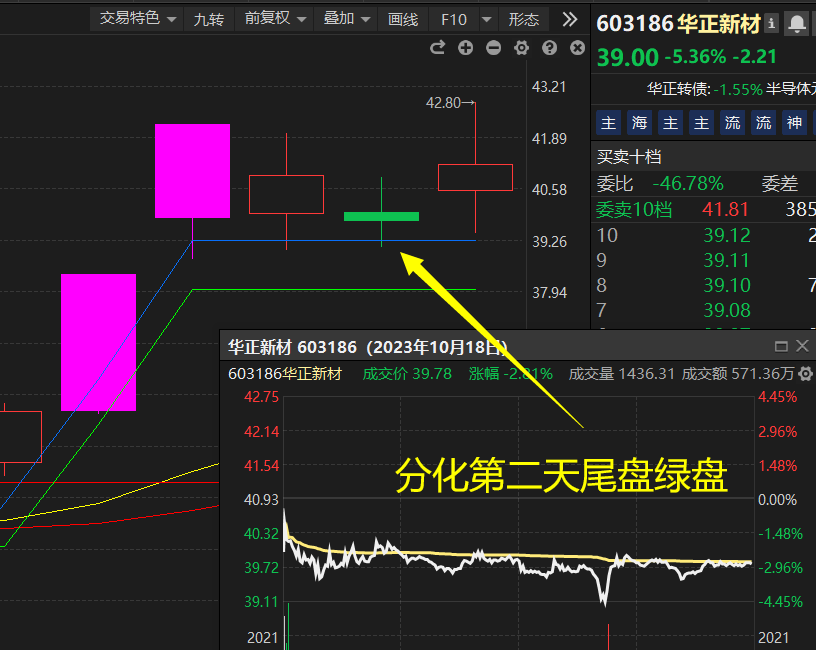 交易特色 九转 前复权 叠加 画线 F10 形态
603186 华正新材
39.00 -5.36% -2.21
华正转债:-1.55% 半导体
主 海 主 主 流 流 神
买卖十档
委比 -46.78% 委差
委卖10档 41.81 385
10 39.12
9 39.11
8 39.10
7 39.08
43.21
42.80→
41.89
40.58
39.26
37.94
华正新材 603186（2023年10月18日）
603186华正新材 成交价 39.78 涨幅 -2.81% 成交量 1436.31 成交额 571.36万
42.75 4.45%
42.14 2.96%
41.54 1.48%
分化第二天尾盘绿盘
40.93 0.00%
40.32 -1.48%
39.72 -2.96%
39.11 -4.45%
2021 2021